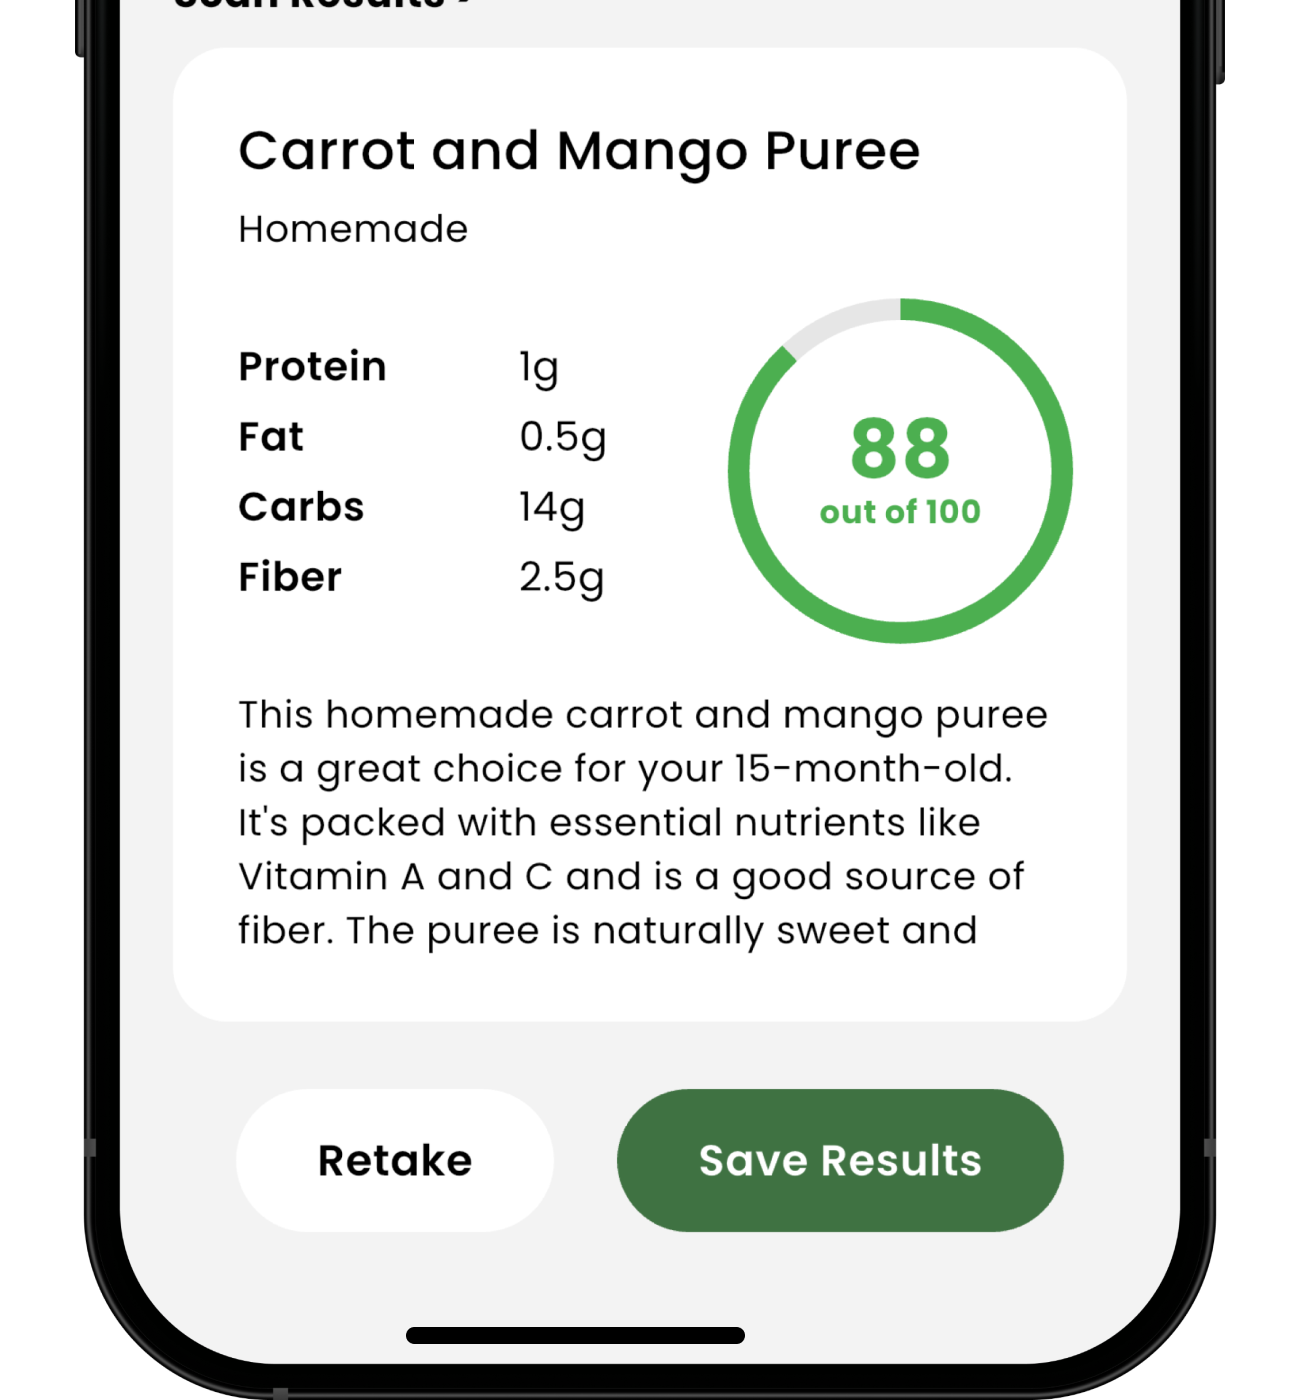 Scan Results
Carrot and Mango Puree
Homemade
Protein 1g
Fat 0.5g
Carbs 14g
Fiber 2.5g
88
out of 100
This homemade carrot and mango puree
is a great choice for your 15-month-old.
It's packed with essential nutrients like
Vitamin A and C and is a good source of
fiber. The puree is naturally sweet and
Retake
Save Results